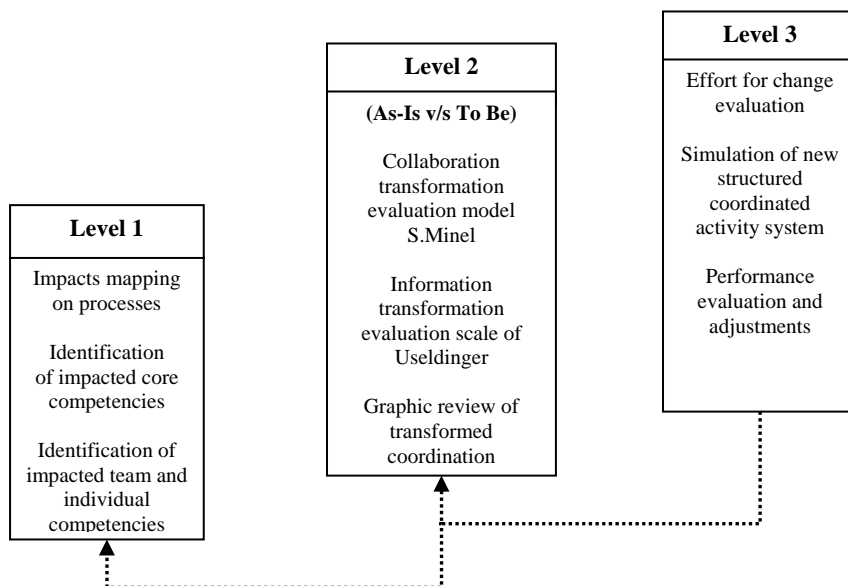 Level 1
Impacts mapping
on processes
Identification
of impacted core
competencies
Identification of
impacted team and
individual
competencies
Level 2
(As-Is v/s To Be)
Collaboration
transformation
evaluation model
S.Minel
Information
transformation
evaluation scale of
Useldinger
Graphic review of
transformed
coordination
Level 3
Effort for change
evaluation
Simulation of new
structured
coordinated
activity system
Performance
evaluation and
adjustments